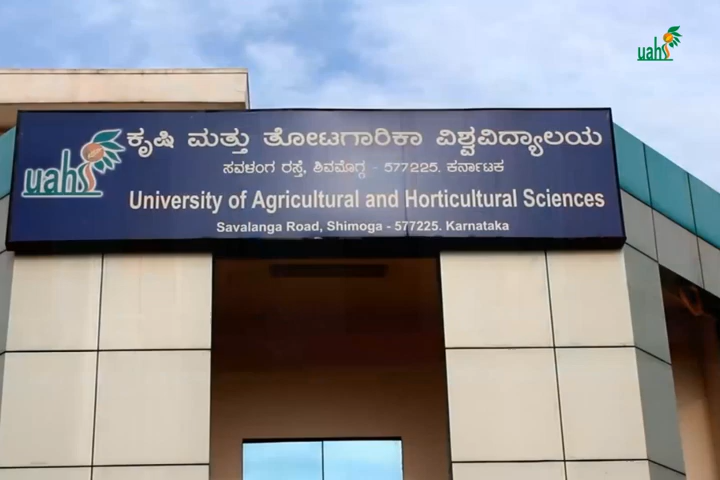 uahs
ಕೃಷಿ ಮತ್ತು ತೋಟಗಾರಿಕಾ ವಿಶ್ವವಿದ್ಯಾಲಯ
ಸವಳಂಗ ರಸ್ತೆ, ಶಿವಮೊಗ್ಗ - 577225. ಕರ್ನಾಟಕ
uahs
University of Agricultural and Horticultural Sciences
Savalanga Road, Shimoga - 577225. Karnataka